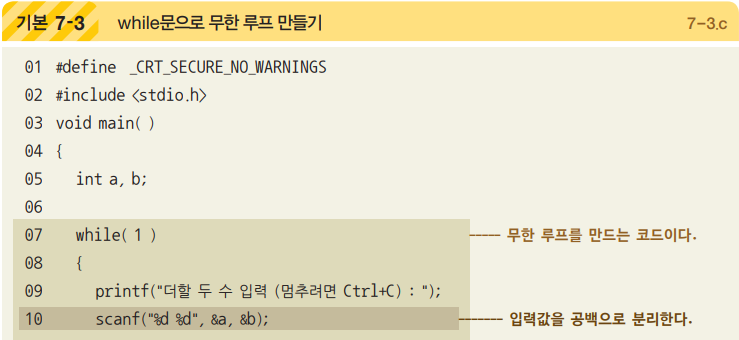 기본 7-3 while문으로 무한 루프 만들기 7-3.c
01 #define _CRT_SECURE_NO_WARNINGS
02 #include <stdio.h>
03 void main( )
04 {
05 int a, b;
06
07 while( 1 ) 무한 루프를 만드는 코드이다.
08 {
09 printf("더할 두 수 입력 (멈추려면 Ctrl+C) : ");
10 scanf("%d %d", &a, &b); 입력값을 공백으로 분리한다.